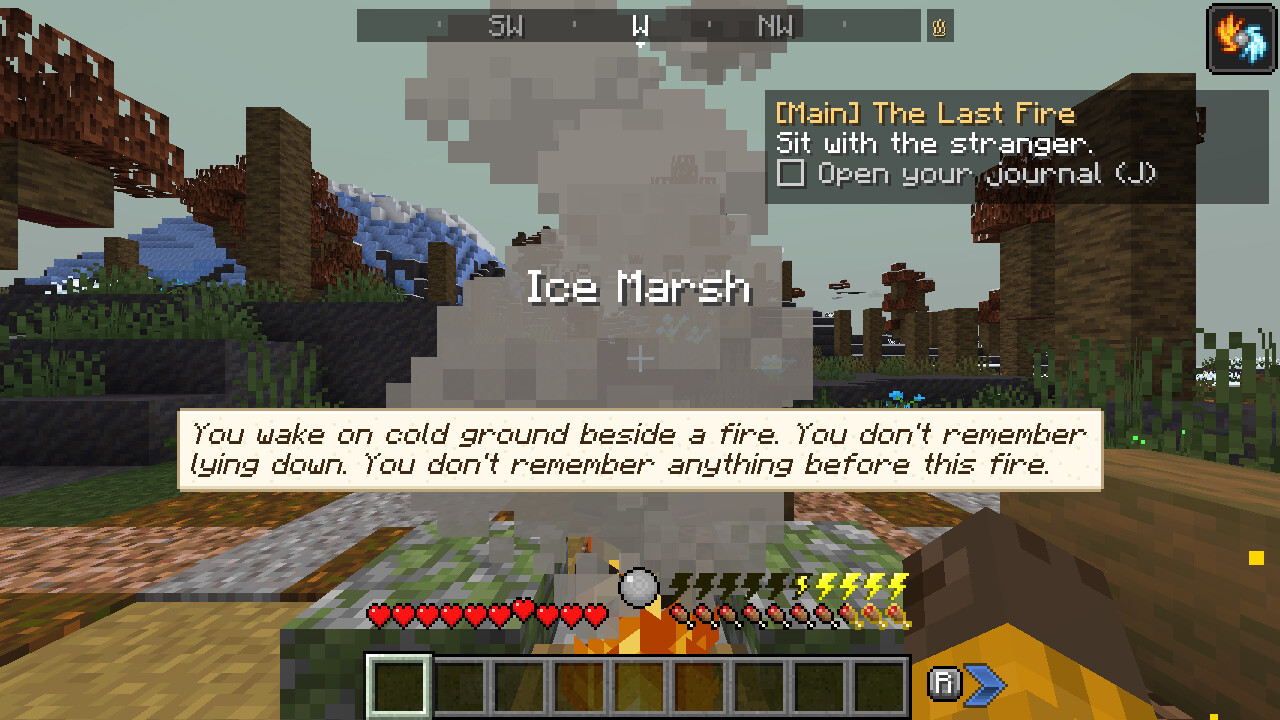 SW W NW
[Main] The Last Fire
Sit with the stranger.
Open your journal (J)
Ice Marsh
You wake on cold ground beside a fire. You don't remember
lying down. You don't remember anything before this fire.
R